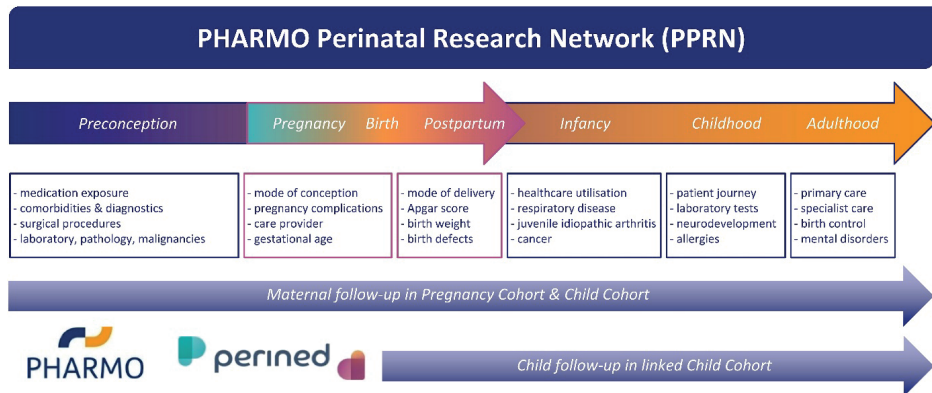 PHARMO Perinatal Research Network (PPRN)
Preconception
Pregnancy
Birth
Postpartum
Infancy
Childhood
Adulthood
- medication exposure
- comorbidities & diagnostics
- surgical procedures
- laboratory, pathology, malignancies
- mode of conception
- pregnancy complications
- care provider
- gestational age
- mode of delivery
- Apgar score
- birth weight
- birth defects
- healthcare utilisation
- respiratory disease
- juvenile idiopathic arthritis
- cancer
- patient journey
- laboratory tests
- neurodevelopment
- allergies
- primary care
- specialist care
- birth control
- mental disorders
Maternal follow-up in Pregnancy Cohort & Child Cohort
PHARMO
perined
Child follow-up in linked Child Cohort